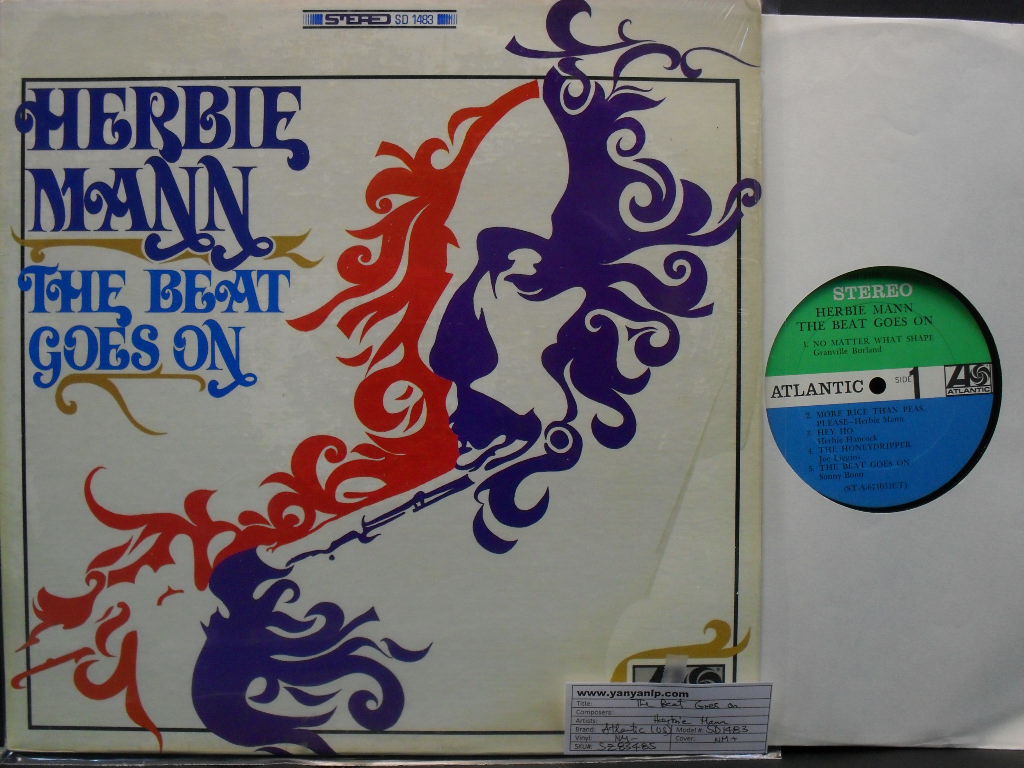 STEREO SD 1483
HERBIE
MANN
THE BEAT
GOES ON
STEREO
HERBIE MANN
THE BEAT GOES ON
1. NO MATTER WHAT SHAPE
Granville Burland
ATLANTIC SIDE 1
ATLANTIC
2. MORE RICE THAN PEAS,
PLEASE—Herbie Mann
3. HEY HO
Herbie Hancock
4. THE HONEYDRIPPER
Joe Liggins
5. THE BEAT GOES ON
Sonny Bono
www.yanyanlp.com
Title: The Beat Goes on
Composers:
Artists: Herbie Mann
Brand: Atlantic (US) Model #: SD1483
Vinyl: NM- Cover: NM+
SKU#: SZ83485